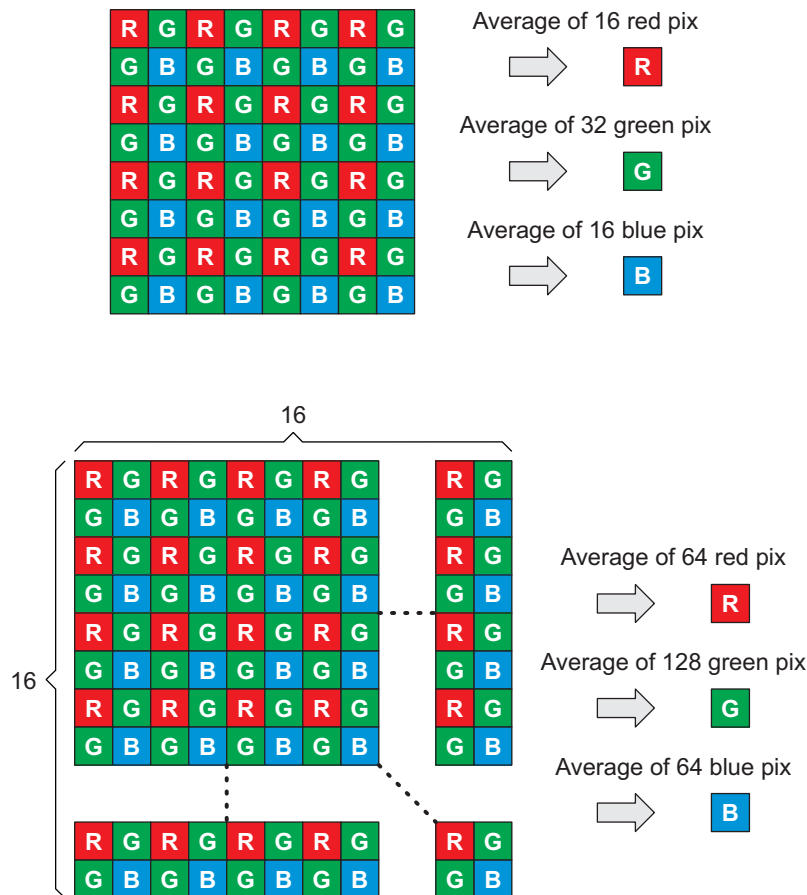 R G R G R G R G
G B G B G B G B
R G R G R G R G
G B G B G B G B
R G R G R G R G
G B G B G B G B
R G R G R G R G
G B G B G B G B
Average of 16 red pix
R
Average of 32 green pix
G
Average of 16 blue pix
B
16
16
R G R G R G R G R G
G B G B G B G B G B
R G R G R G R G R G
G B G B G B G B G B
R G R G R G R G R G
G B G B G B G B G B
R G R G R G R G R G
G B G B G B G B G B
R G R G R G R G R G
G B G B G B G B G B
Average of 64 red pix
R
Average of 128 green pix
G
Average of 64 blue pix
B